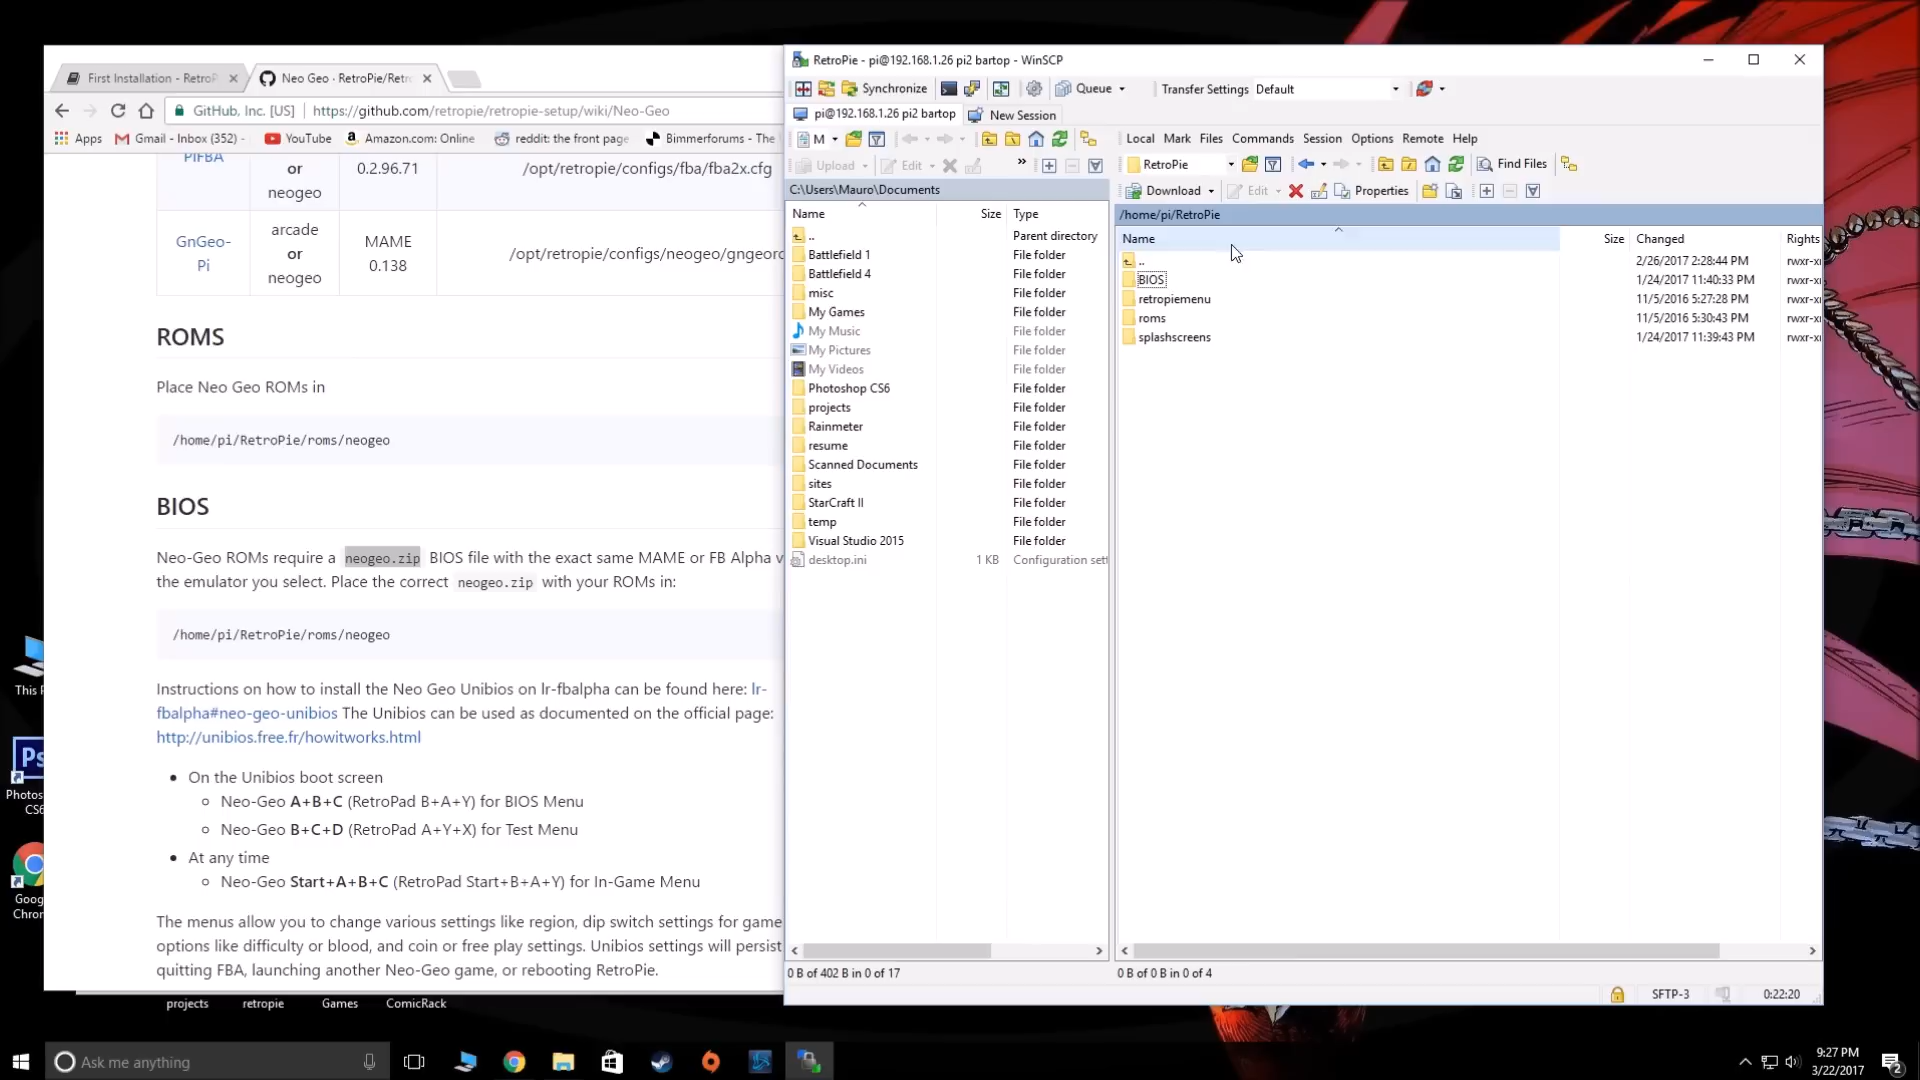 First Installation - RetroP
Neo Geo · RetroPie/Retr
GitHub, Inc. [US]
https://github.com/retropie/retropie-setup/wiki/Neo-Geo
Apps
Gmail - Inbox (352) -
YouTube
Amazon.com: Online
reddit: the front page
Bimmerforums - The
PiFBA
or
neogeo
0.2.96.71
/opt/retropie/configs/fba/fba2x.cfg
GnGeo-
Pi
arcade
or
neogeo
MAME
0.138
/opt/retropie/configs/neogeo/gngeorc
ROMS
Place Neo Geo ROMs in
/home/pi/RetroPie/roms/neogeo
BIOS
Neo-Geo ROMs require a neogeo.zip BIOS file with the exact same MAME or FB Alpha v
the emulator you select. Place the correct neogeo.zip with your ROMs in:
/home/pi/RetroPie/roms/neogeo
Instructions on how to install the Neo Geo Unibios on lr-fbalpha can be found here: lr-
fbalpha#neo-geo-unibios The Unibios can be used as documented on the official page:
http://unibios.free.fr/howitworks.html
• On the Unibios boot screen
Neo-Geo A+B+C (RetroPad B+A+Y) for BIOS Menu
Neo-Geo B+C+D (RetroPad A+Y+X) for Test Menu
• At any time
Neo-Geo Start+A+B+C (RetroPad Start+B+A+Y) for In-Game Menu
The menus allow you to change various settings like region, dip switch settings for game
options like difficulty or blood, and coin or free play settings. Unibios settings will persist
quitting FBA, launching another Neo-Geo game, or rebooting RetroPie.
RetroPie - pi@192.168.1.26 pi2 bartop - WinSCP
Synchronize
Queue
Transfer Settings Default
pi@192.168.1.26 pi2 bartop
New Session
M
Local Mark Files Commands Session Options Remote Help
Upload
Edit
»
RetroPie
Find Files
Download
Edit
Properties
C:\Users\Mauro\Documents
Name Size Type
.. Parent directory
Battlefield 1 File folder
Battlefield 4 File folder
misc File folder
My Games File folder
My Music File folder
My Pictures File folder
My Videos File folder
Photoshop CS6 File folder
projects File folder
Rainmeter File folder
resume File folder
Scanned Documents File folder
sites File folder
StarCraft II File folder
temp File folder
Visual Studio 2015 File folder
desktop.ini 1 KB Configuration sett
0 B of 402 B in 0 of 17
/home/pi/RetroPie
Name Size Changed Rights
.. 2/26/2017 2:28:44 PM rwxr-x
BIOS 1/24/2017 11:40:33 PM rwxr-x
retropiemenu 11/5/2016 5:27:28 PM rwxr-x
roms 11/5/2016 5:30:43 PM rwxr-x
splashscreens 1/24/2017 11:39:43 PM rwxr-x
0 B of 0 B in 0 of 4
SFTP-3
0:22:20
This P
Ps
Photos
CS6
Goog
Chron
projects
retropie
Games
ComicRack
Ask me anything
9:27 PM
3/22/2017
2